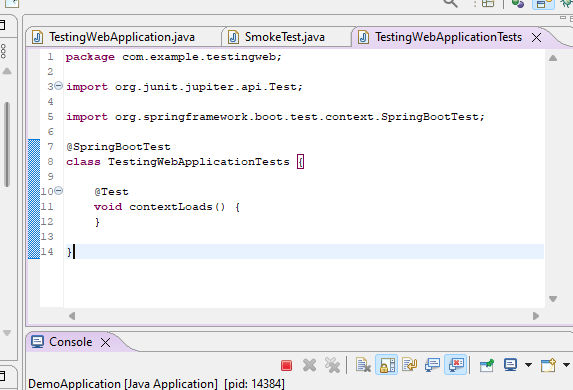 TestingWebApplication.java SmokeTest.java TestingWebApplicationTests
1 package com.example.testingweb;
2
3 import org.junit.jupiter.api.Test;
4
5 import org.springframework.boot.test.context.SpringBootTest;
6
7 @SpringBootTest
8 class TestingWebApplicationTests {
9
10 @Test
11 void contextLoads() {
12 }
13
14 }
Console
DemoApplication [Java Application] [pid: 14384]